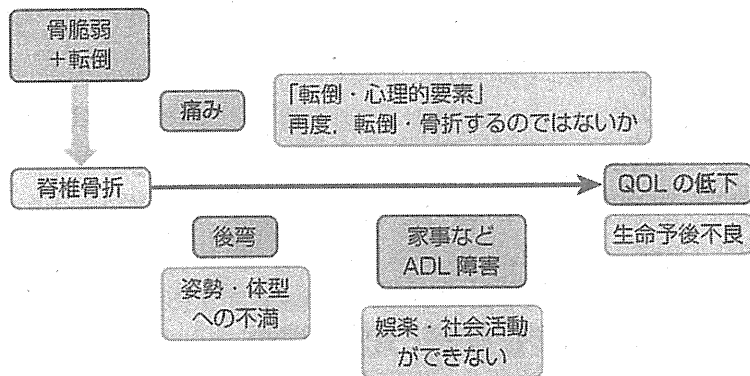 骨脆弱
＋転倒
痛み
「転倒・心理的要素」
再度，転倒・骨折するのではないか
脊椎骨折
QOLの低下
生命予後不良
後弯
姿勢・体型
への不満
家事など
ADL障害
娯楽・社会活動
ができない